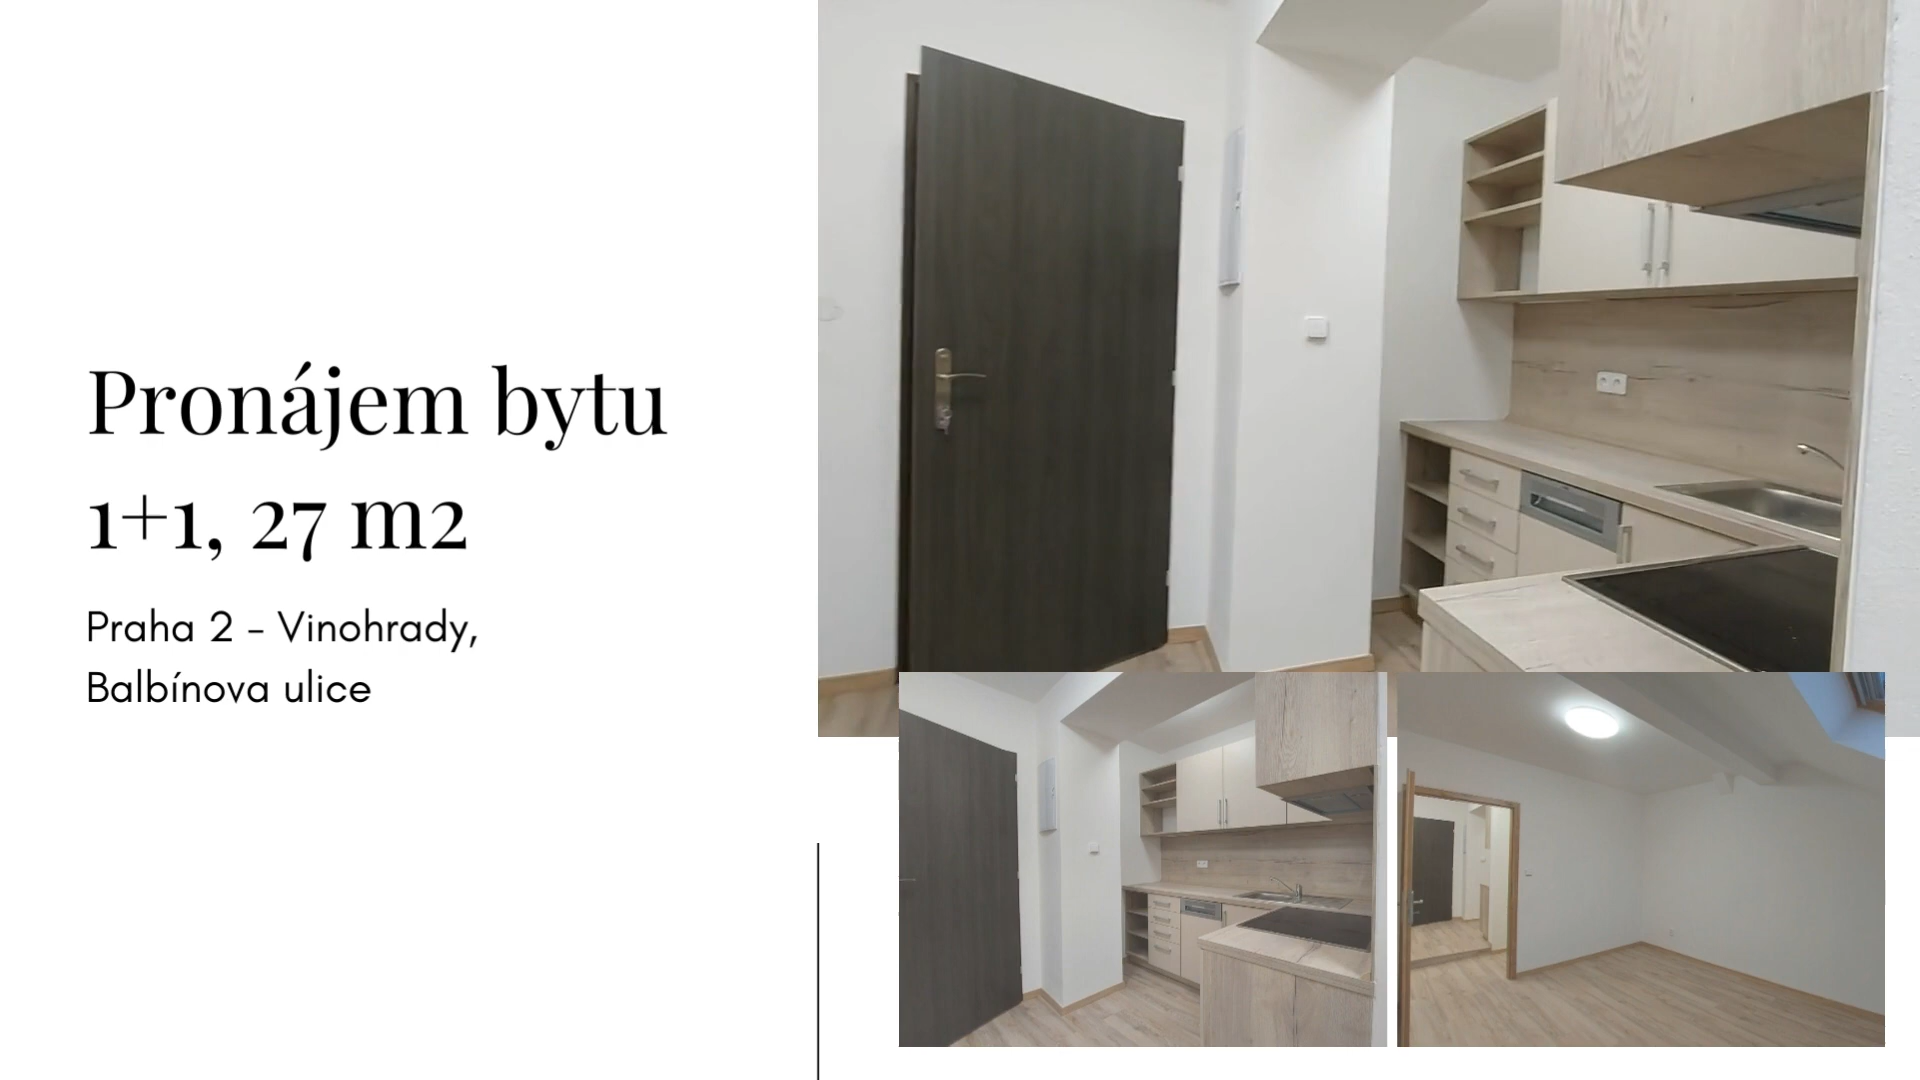 Pronájem bytu
1+1, 27 m2
Praha 2 – Vinohrady,
Balbínova ulice